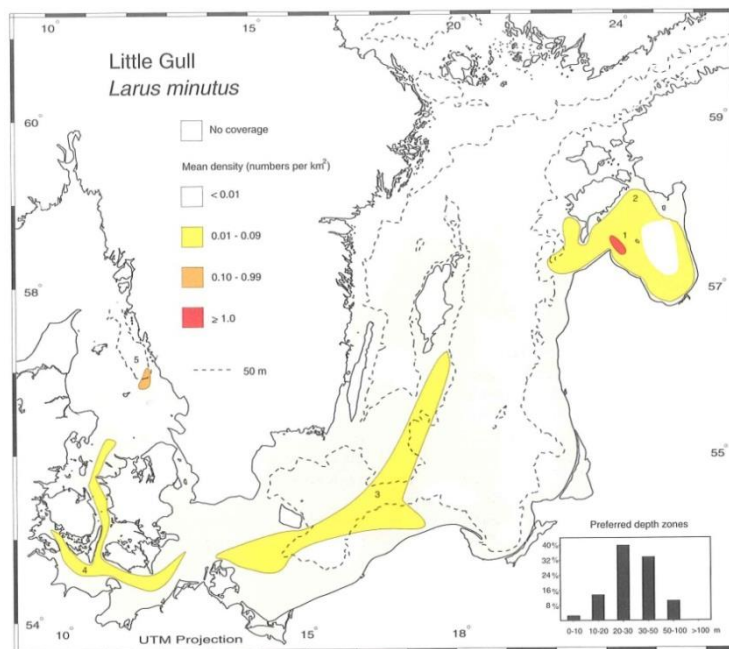 10 15 20 24
Little Gull
Larus minutus
No coverage
Mean density (numbers per km²)
< 0.01
0.01 - 0.09
0.10 - 0.99
≥ 1.0
50 m
60
59
58
57
55
54
2
1
5
3
4
Preferred depth zones
40%
32%
24%
16%
8%
0-10 10-20 20-30 30-50 50-100 >100 m
10 15 18
UTM Projection